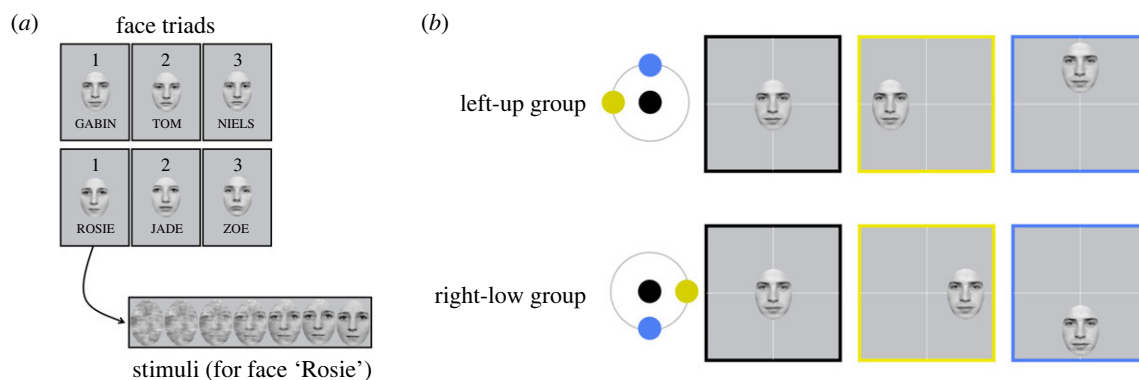 (a)
face triads
1 2 3
GABIN TOM NIELS
1 2 3
ROSIE JADE ZOE
stimuli (for face ‘Rosie’)
(b)
left-up group
right-low group